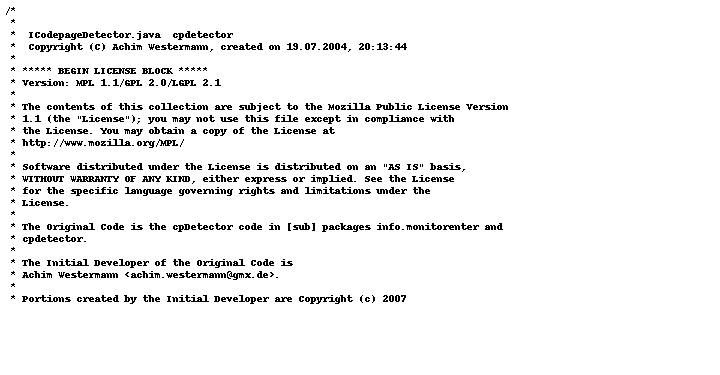 /*
 *
 *  ICodepageDetector.java  cpdetector
 *  Copyright (C) Achim Westermann, created on 19.07.2004, 20:13:44
 *
 * ***** BEGIN LICENSE BLOCK *****
 * Version: MPL 1.1/GPL 2.0/LGPL 2.1
 *
 * The contents of this collection are subject to the Mozilla Public License Version
 * 1.1 (the "License"); you may not use this file except in compliance with
 * the License. You may obtain a copy of the License at
 * http://www.mozilla.org/MPL/
 *
 * Software distributed under the License is distributed on an "AS IS" basis,
 * WITHOUT WARRANTY OF ANY KIND, either express or implied. See the License
 * for the specific language governing rights and limitations under the
 * License.
 *
 * The Original Code is the cpDetector code in [sub] packages info.monitorenter and
 * cpdetector.
 *
 * The Initial Developer of the Original Code is
 * Achim Westermann <achim.westermann@gmx.de>.
 *
 * Portions created by the Initial Developer are Copyright (c) 2007